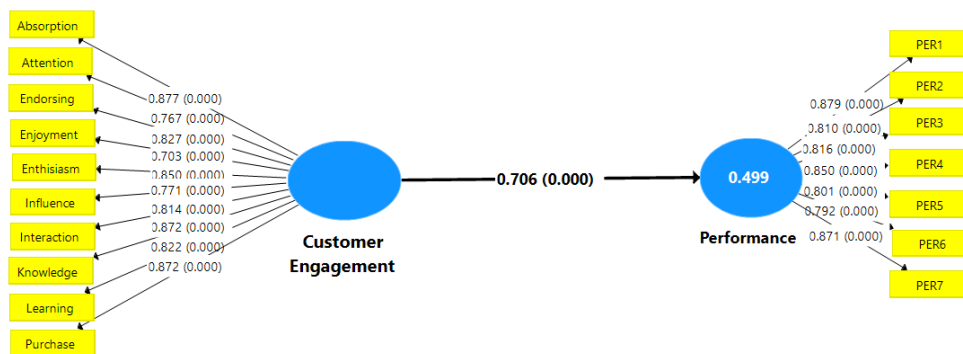 Absorption
Attention
Endorsing
Enjoyment
Enthisiasm
Influence
Interaction
Knowledge
Learning
Purchase
0.877 (0.000)
0.767 (0.000)
0.827 (0.000)
0.703 (0.000)
0.850 (0.000)
0.771 (0.000)
0.814 (0.000)
0.872 (0.000)
0.822 (0.000)
0.872 (0.000)
Customer
Engagement
0.706 (0.000)
0.499
Performance
0.879 (0.000)
0.810 (0.000)
0.816 (0.000)
0.850 (0.000)
0.801 (0.000)
0.792 (0.000)
0.871 (0.000)
PER1
PER2
PER3
PER4
PER5
PER6
PER7